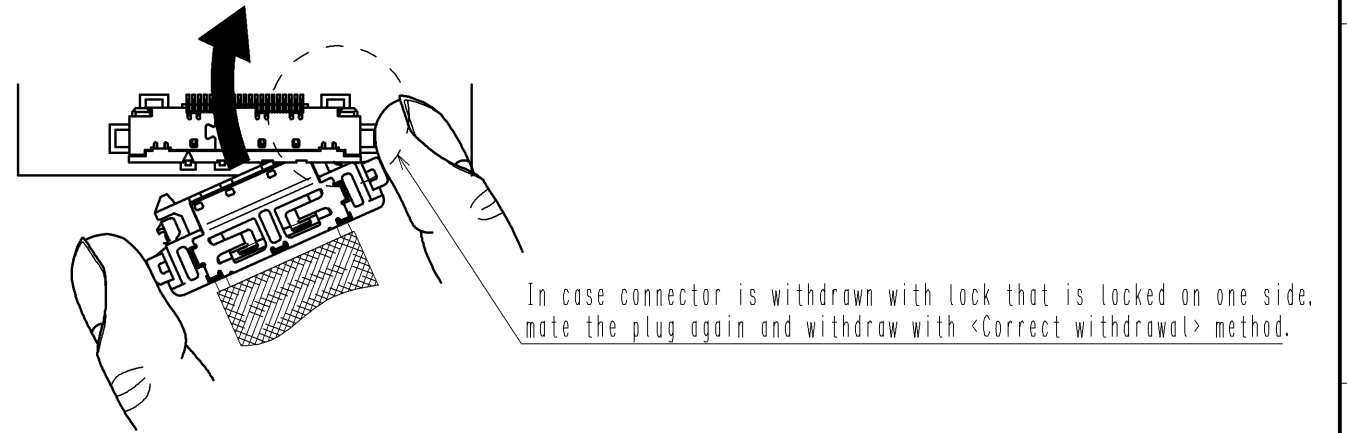 In case connector is withdrawn with lock that is locked on one side,
mate the plug again and withdraw with <Correct withdrawal> method.